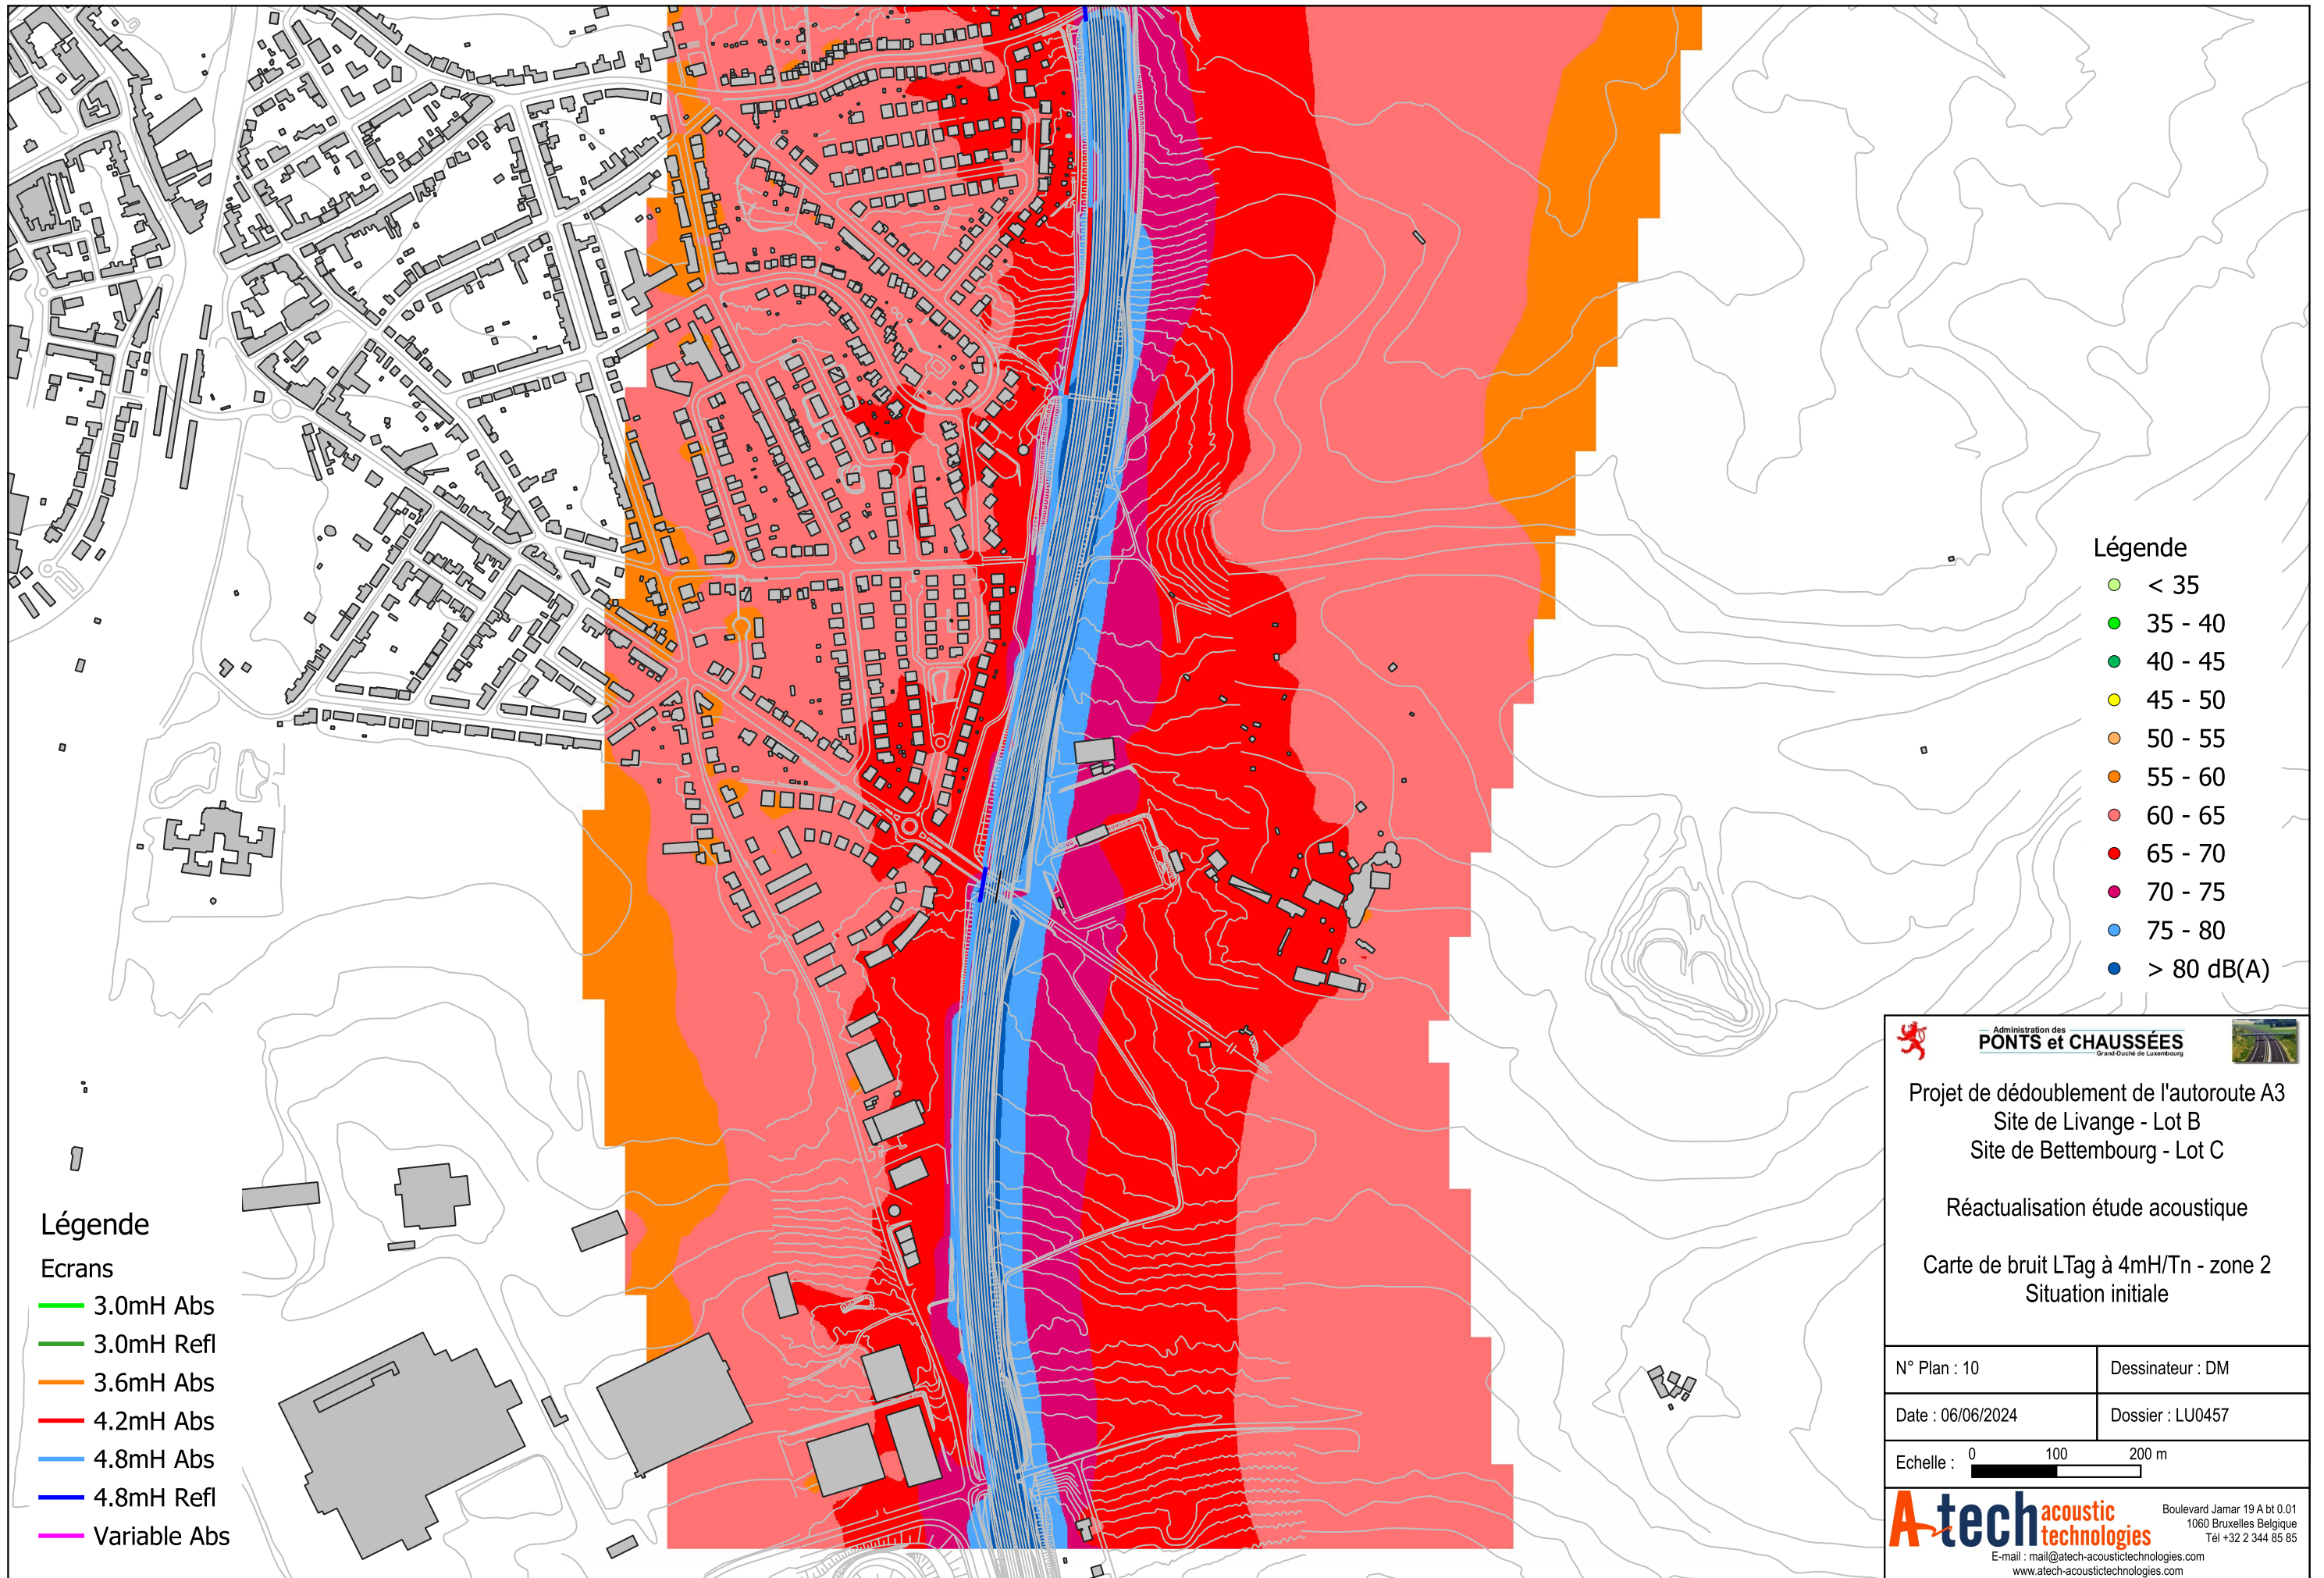 Légende
< 35
35 - 40
40 - 45
45 - 50
50 - 55
55 - 60
60 - 65
65 - 70
70 - 75
75 - 80
> 80 dB(A)
Légende
Ecrans
3.0mH Abs
3.0mH Refl
3.6mH Abs
4.2mH Abs
4.8mH Abs
4.8mH Refl
Variable Abs
Administration des
PONTS et CHAUSSÉES
Grand-Duché de Luxembourg
Projet de dédoublement de l'autoroute A3
Site de Livange - Lot B
Site de Bettembourg - Lot C
Réactualisation étude acoustique
Carte de bruit LTag à 4mH/Tn - zone 2
Situation initiale
N° Plan : 10
Dessinateur : DM
Date : 06/06/2024
Dossier : LU0457
Echelle : 0 100 200 m
A-tech acoustic technologies
Boulevard Jamar 19 A bt 0.01
1060 Bruxelles Belgique
Tél +32 2 344 85 85
E-mail : mail@atech-acoustictechnologies.com
www.atech-acoustictechnologies.com